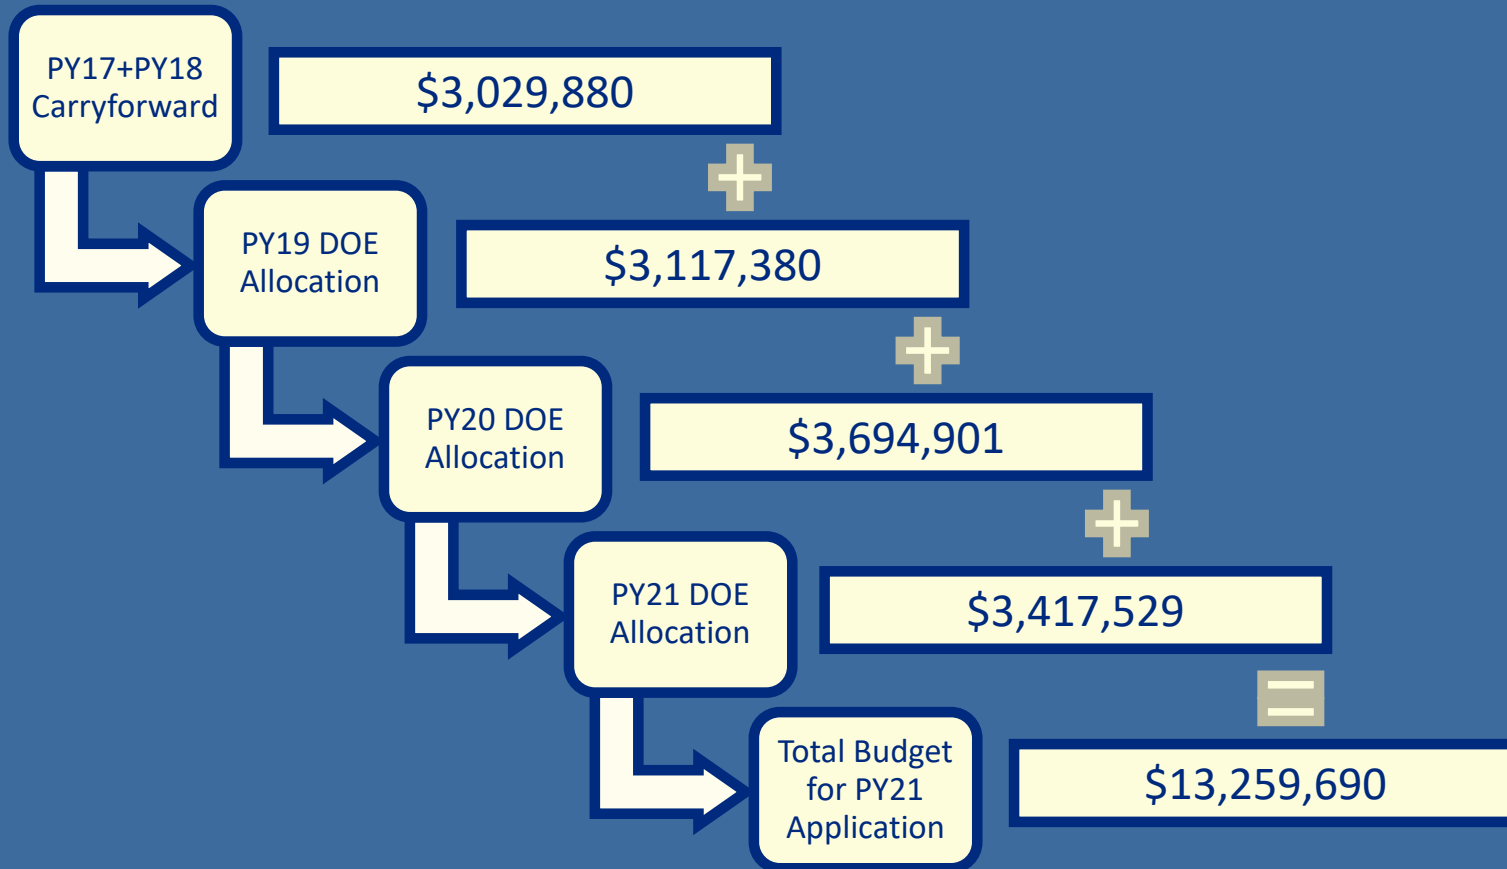 PY17+PY18
Carryforward
$3,029,880
+
PY19 DOE
Allocation
$3,117,380
+
PY20 DOE
Allocation
$3,694,901
+
PY21 DOE
Allocation
$3,417,529
=
Total Budget
for PY21
Application
$13,259,690